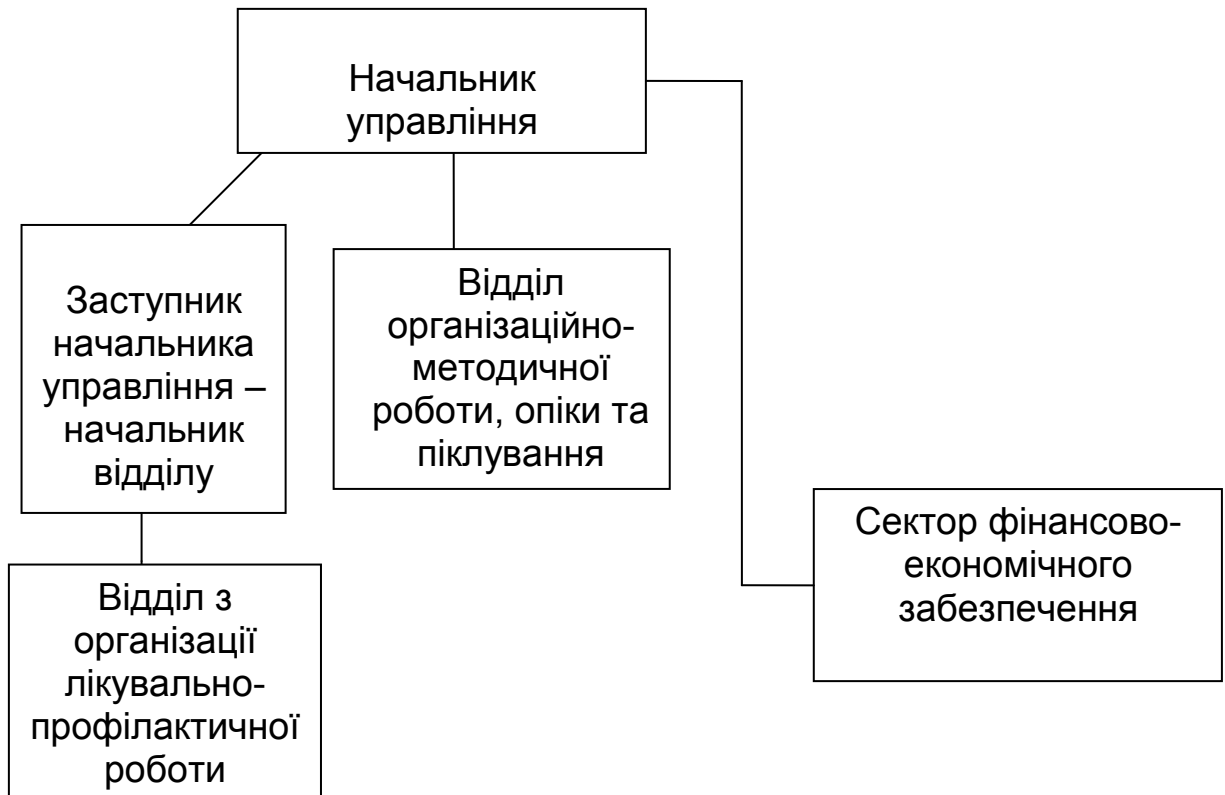 Начальник
управління
Заступник
начальника
управління –
начальник
відділу
Відділ
організаційно-
методичної
роботи, опіки та
піклування
Сектор фінансово-
економічного
забезпечення
Відділ з
організації
лікувально-
профілактичної
роботи